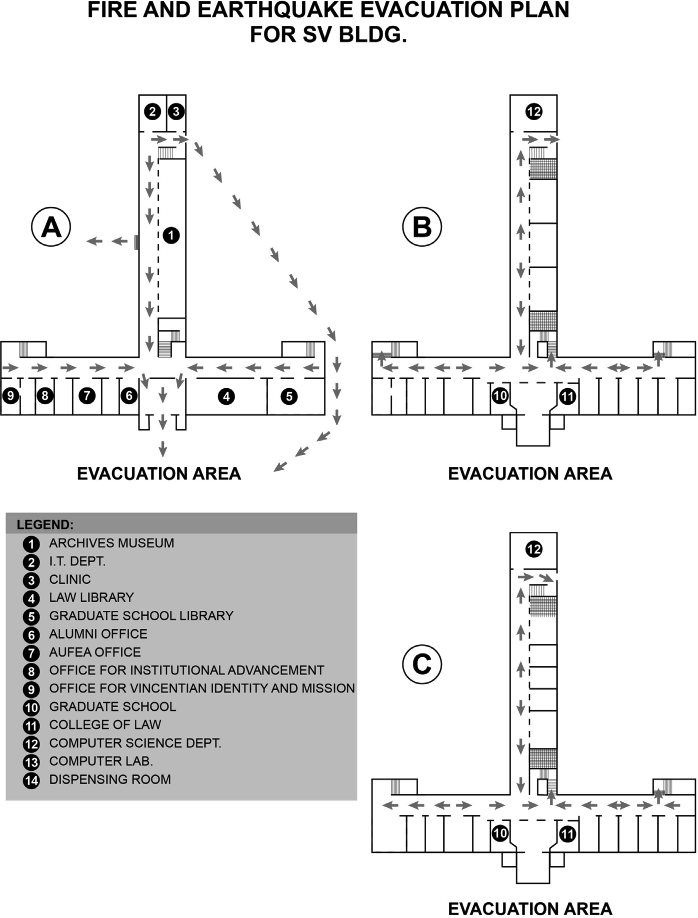 FIRE AND EARTHQUAKE EVACUATION PLAN
FOR SV BLDG.
2 3
A
1
9 8 7 6 4 5
EVACUATION AREA
12
B
10 11
EVACUATION AREA
LEGEND:
1 ARCHIVES MUSEUM
2 I.T. DEPT.
3 CLINIC
4 LAW LIBRARY
5 GRADUATE SCHOOL LIBRARY
6 ALUMNI OFFICE
7 AUFEA OFFICE
8 OFFICE FOR INSTITUTIONAL ADVANCEMENT
9 OFFICE FOR VINCENTIAN IDENTITY AND MISSION
10 GRADUATE SCHOOL
11 COLLEGE OF LAW
12 COMPUTER SCIENCE DEPT.
13 COMPUTER LAB.
14 DISPENSING ROOM
12
C
10 11
EVACUATION AREA